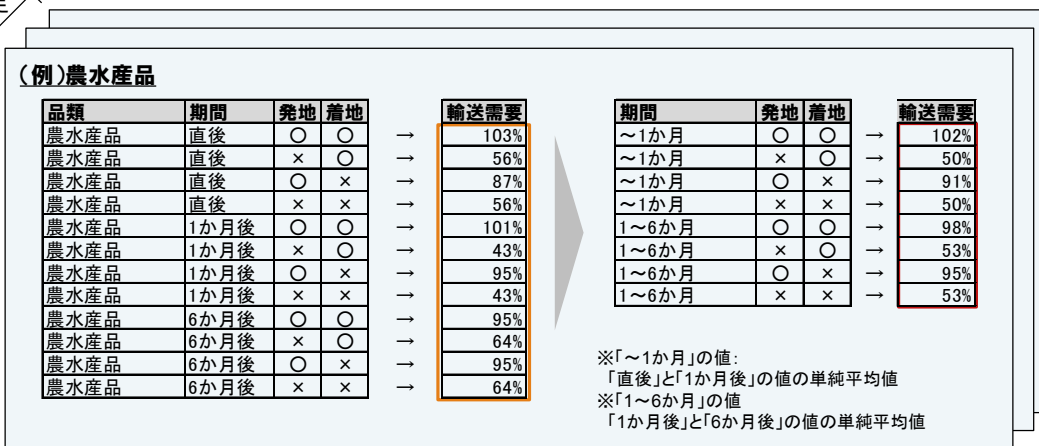 (例)農水産品
品類 期間 発地 着地 輸送需要
農水産品 直後 ○ ○ → 103%
農水産品 直後 × ○ → 56%
農水産品 直後 ○ × → 87%
農水産品 直後 × × → 56%
農水産品 1か月後 ○ ○ → 101%
農水産品 1か月後 × ○ → 43%
農水産品 1か月後 ○ × → 95%
農水産品 1か月後 × × → 43%
農水産品 6か月後 ○ ○ → 95%
農水産品 6か月後 × ○ → 64%
農水産品 6か月後 ○ × → 95%
農水産品 6か月後 × × → 64%
期間 発地 着地 輸送需要
～1か月 ○ ○ → 102%
～1か月 × ○ → 50%
～1か月 ○ × → 91%
～1か月 × × → 50%
1～6か月 ○ ○ → 98%
1～6か月 × ○ → 53%
1～6か月 ○ × → 95%
1～6か月 × × → 53%
※「～1か月」の値:
「直後」と「1か月後」の値の単純平均値
※「1～6か月」の値
「1か月後」と「6か月後」の値の単純平均値